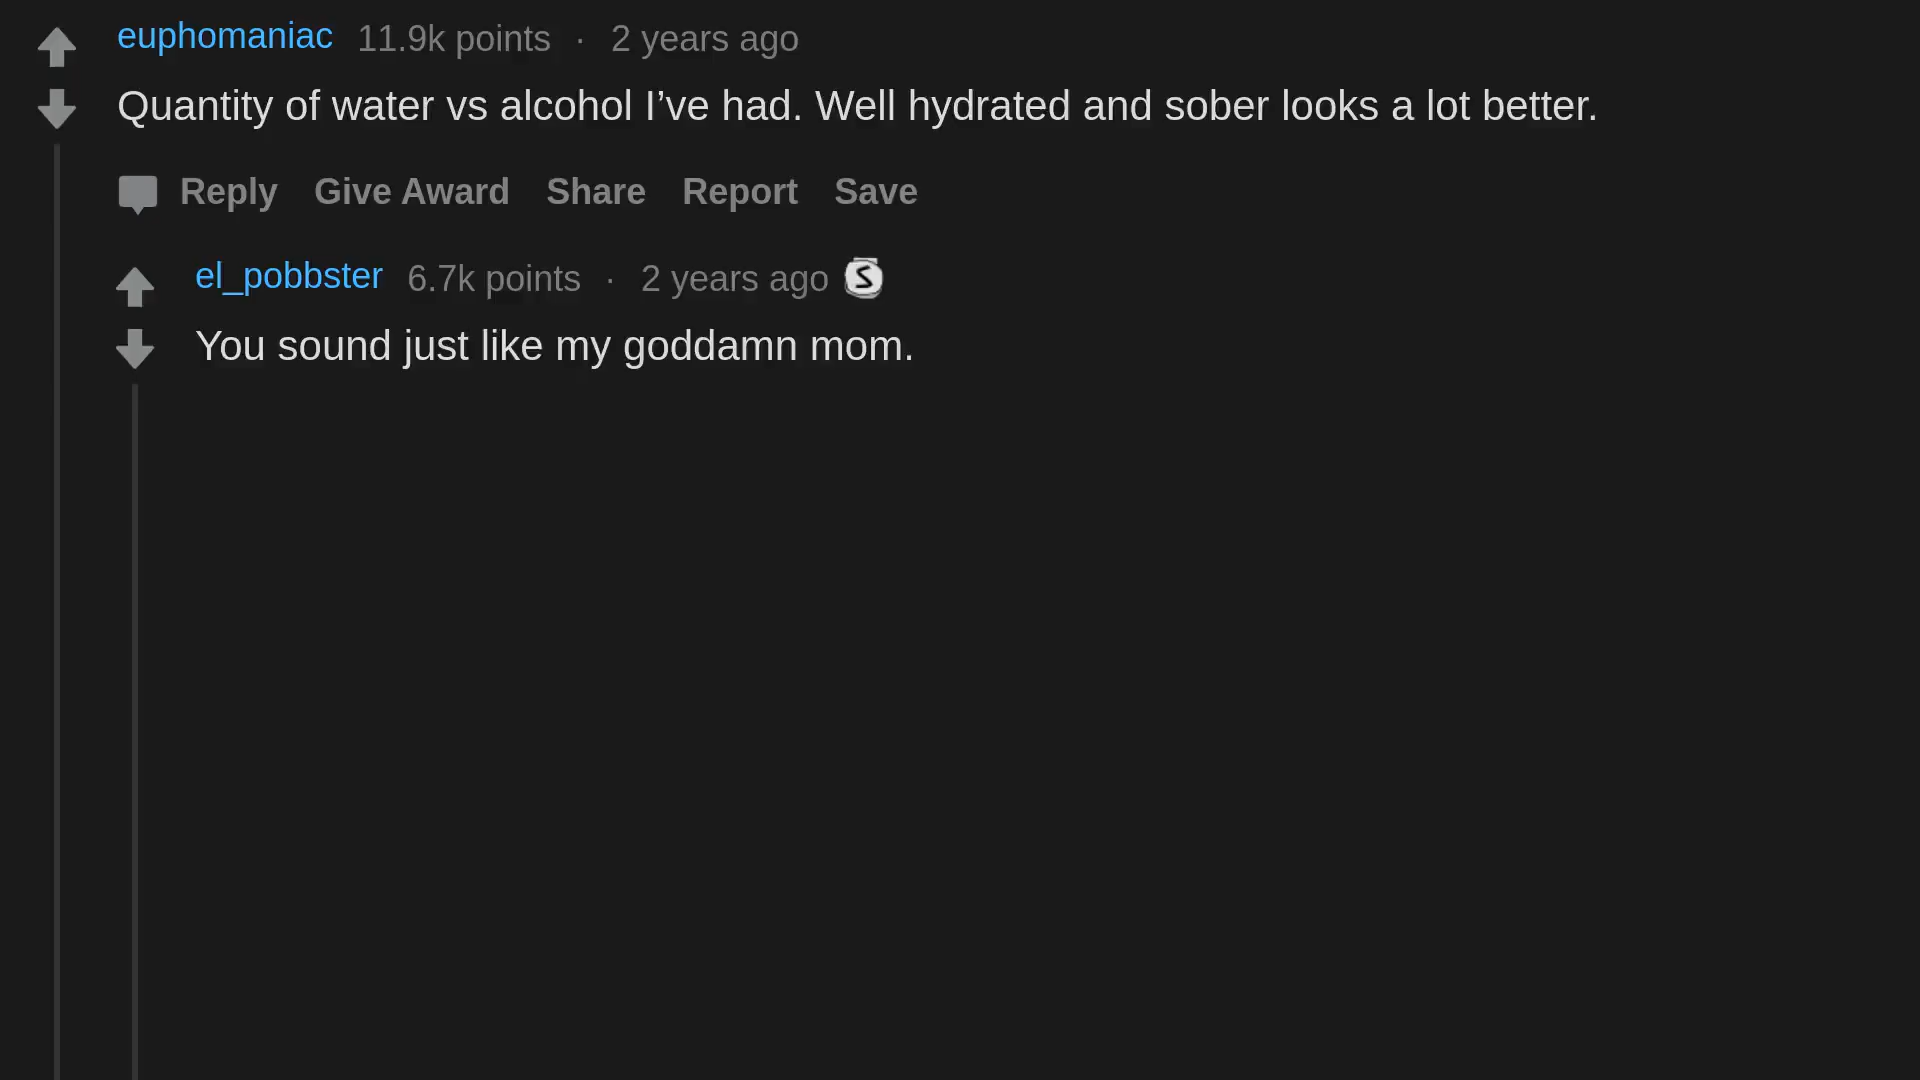 euphomaniac 11.9k points · 2 years ago
Quantity of water vs alcohol I’ve had. Well hydrated and sober looks a lot better.
Reply Give Award Share Report Save
el_pobbster 6.7k points · 2 years ago S
You sound just like my goddamn mom.